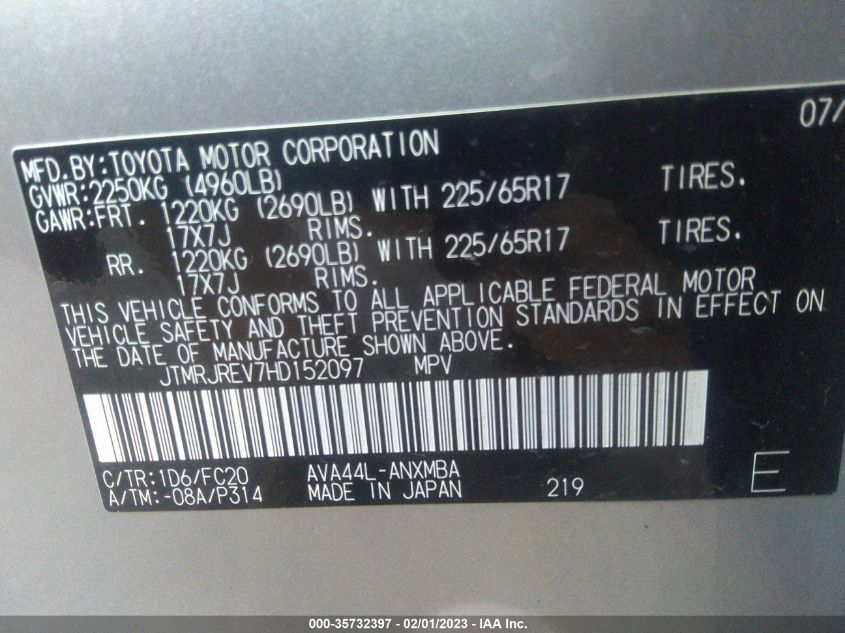 07/
MFD.BY:TOYOTA MOTOR CORPORATION
GVWR:2250KG (4960LB)
GAWR:FRT. 1220KG (2690LB) WITH 225/65R17 TIRES.
17X7J RIMS.
RR. 1220KG (2690LB) WITH 225/65R17 TIRES.
17X7J RIMS.
THIS VEHICLE CONFORMS TO ALL APPLICABLE FEDERAL MOTOR
VEHICLE SAFETY AND THEFT PREVENTION STANDARDS IN EFFECT ON
THE DATE OF MANUFACTURE SHOWN ABOVE.
JTMRJREV7HD152097 MPV
C/TR:1D6/FC20 AVA44L-ANXMBA
A/TM:-08A/P314 MADE IN JAPAN 219 E
000-35732397 - 02/01/2023 - IAA Inc.